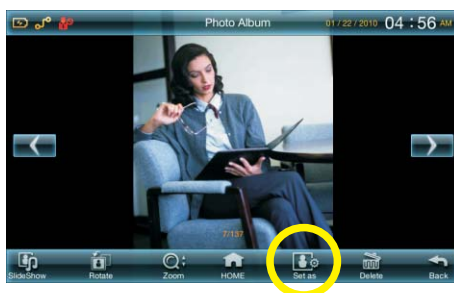 Photo Album
01 / 22 / 2010 04 : 56 AM
7/137
SlideShow Rotate Zoom HOME Set as Delete Back